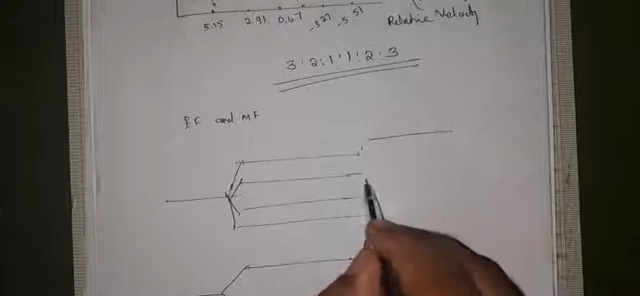 5.15 2.91 0.67 -3.27 -5.51
Relative Velocity
3:2:1:1:2:3
EF and MF